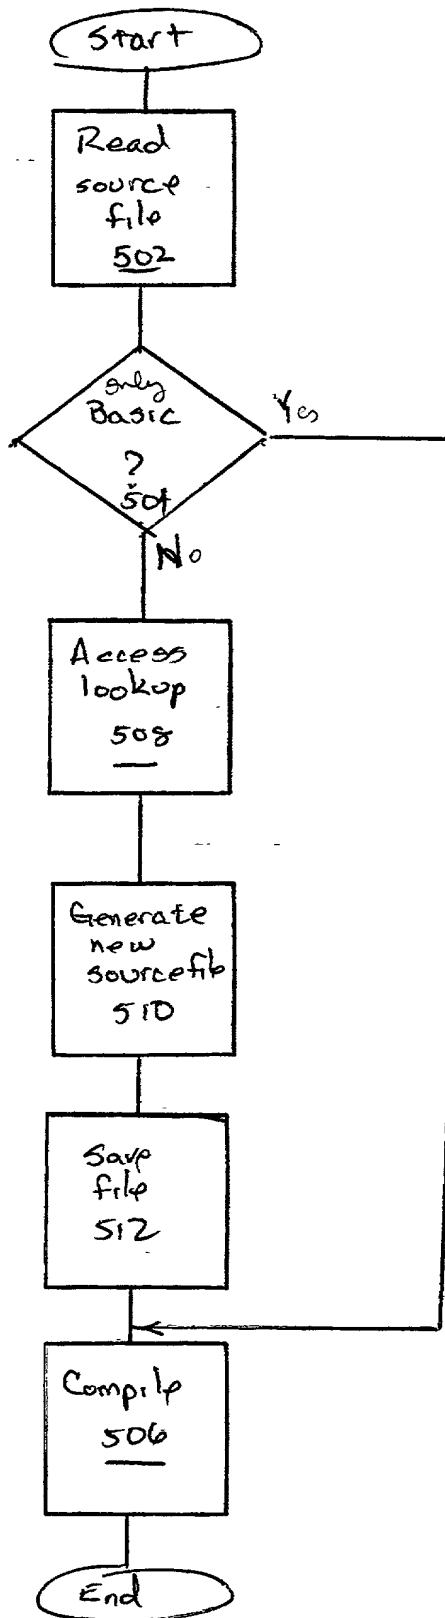 Start
Read
source
file
502
only
Basic
?
504
Yes
No
Access
lookup
508
Generate
new
sourcefile
510
Save
file
512
Compile
506
End